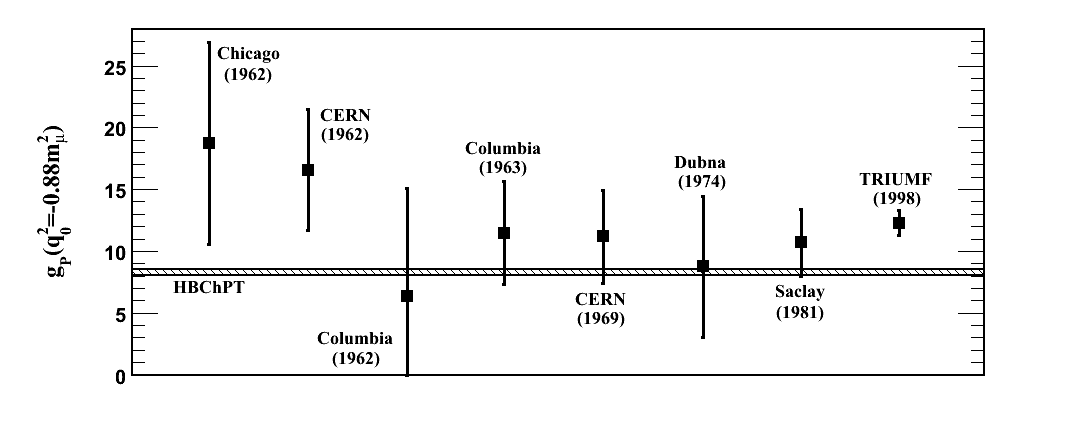 Chicago
(1962)
25
CERN
(1962)
20
Columbia
(1963)
Dubna
(1974)
TRIUMF
(1998)
15
g_P(q_0^2=-0.88m_μ^2)
10
HBChPT
CERN
(1969)
Saclay
(1981)
5
Columbia
(1962)
0